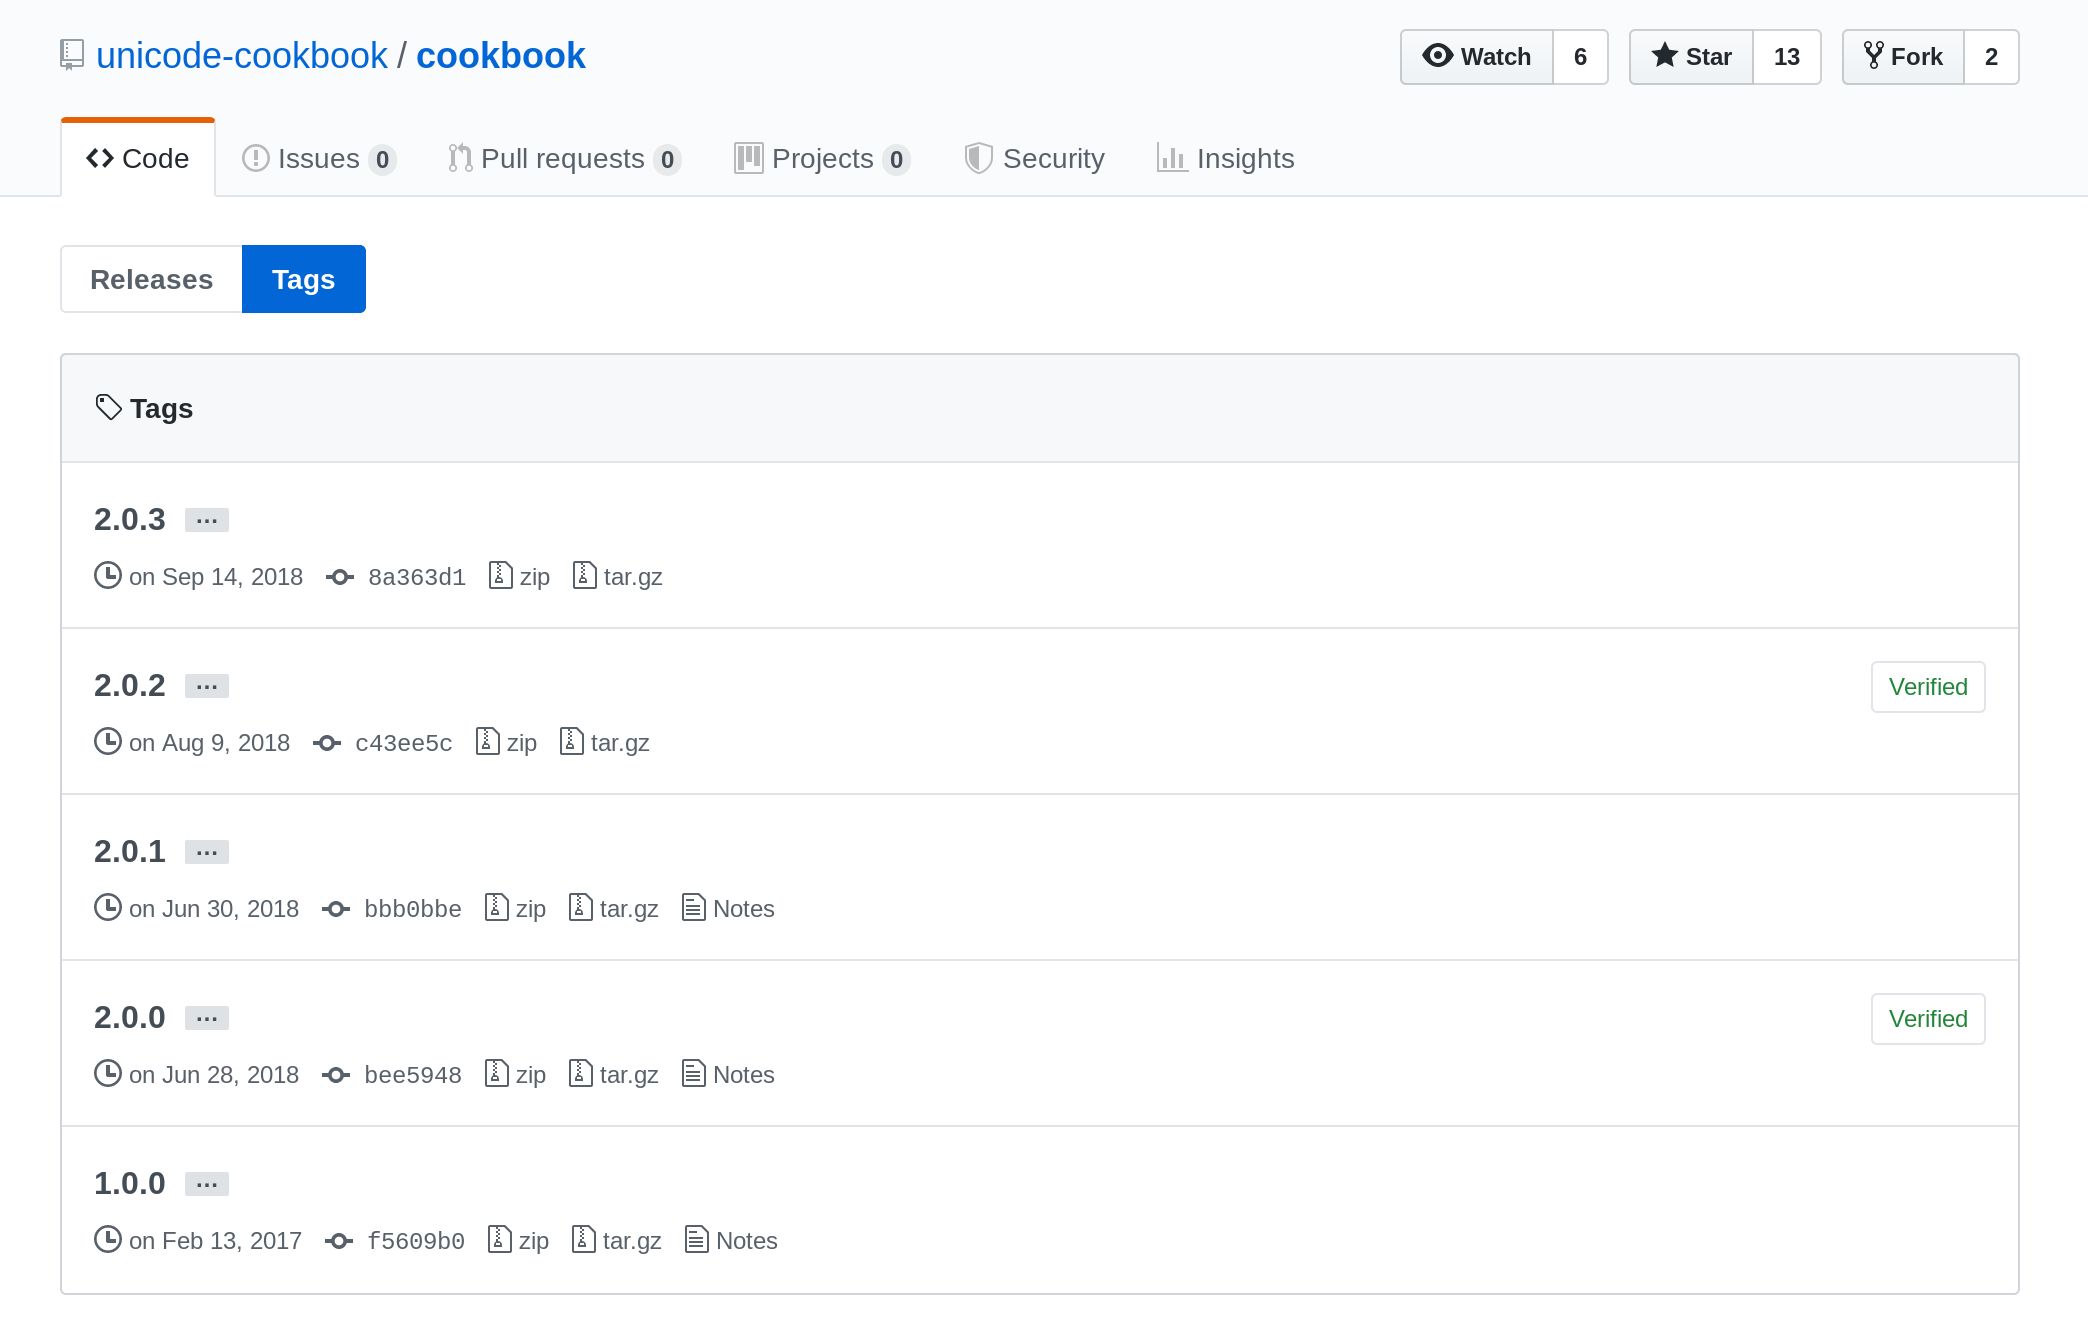 unicode-cookbook / cookbook
Watch 6 Star 13 Fork 2
Code Issues 0 Pull requests 0 Projects 0 Security Insights
Releases Tags
Tags
2.0.3 ...
on Sep 14, 2018 8a363d1 zip tar.gz
2.0.2 ... Verified
on Aug 9, 2018 c43ee5c zip tar.gz
2.0.1 ...
on Jun 30, 2018 bbb0bbe zip tar.gz Notes
2.0.0 ... Verified
on Jun 28, 2018 bee5948 zip tar.gz Notes
1.0.0 ...
on Feb 13, 2017 f5609b0 zip tar.gz Notes